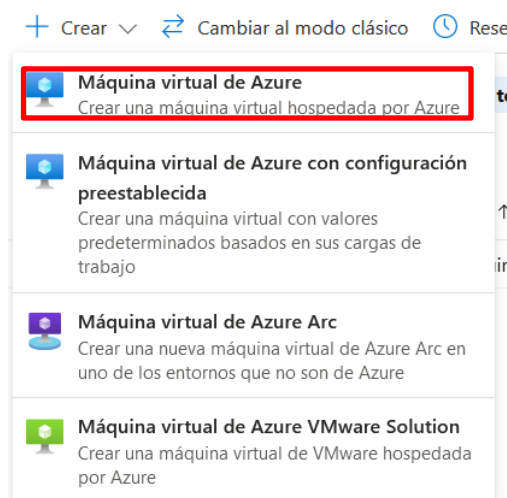 + Crear Cambiar al modo clásico
Máquina virtual de Azure
Crear una máquina virtual hospedada por Azure
Máquina virtual de Azure con configuración
preestablecida
Crear una máquina virtual con valores
predeterminados basados en sus cargas de
trabajo
Máquina virtual de Azure Arc
Crear una nueva máquina virtual de Azure Arc en
uno de los entornos que no son de Azure
Máquina virtual de Azure VMware Solution
Crear una máquina virtual de VMware hospedada
por Azure